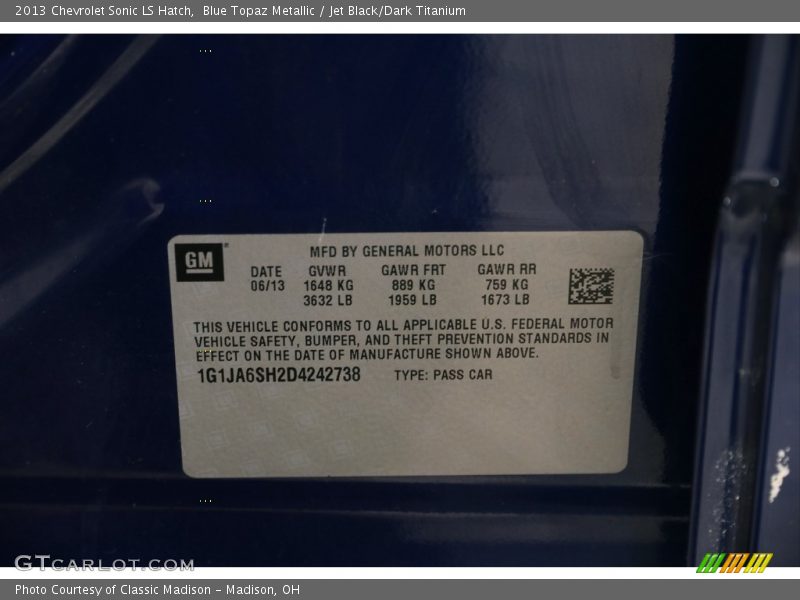 2013 Chevrolet Sonic LS Hatch, Blue Topaz Metallic / Jet Black/Dark Titanium
GM
MFD BY GENERAL MOTORS LLC
DATE GVWR GAWR FRT GAWR RR
06/13 1648 KG 889 KG 759 KG
3632 LB 1959 LB 1673 LB
THIS VEHICLE CONFORMS TO ALL APPLICABLE U.S. FEDERAL MOTOR
VEHICLE SAFETY, BUMPER, AND THEFT PREVENTION STANDARDS IN
EFFECT ON THE DATE OF MANUFACTURE SHOWN ABOVE.
1G1JA6SH2D4242738 TYPE: PASS CAR
GTCARLOT.COM
Photo Courtesy of Classic Madison - Madison, OH